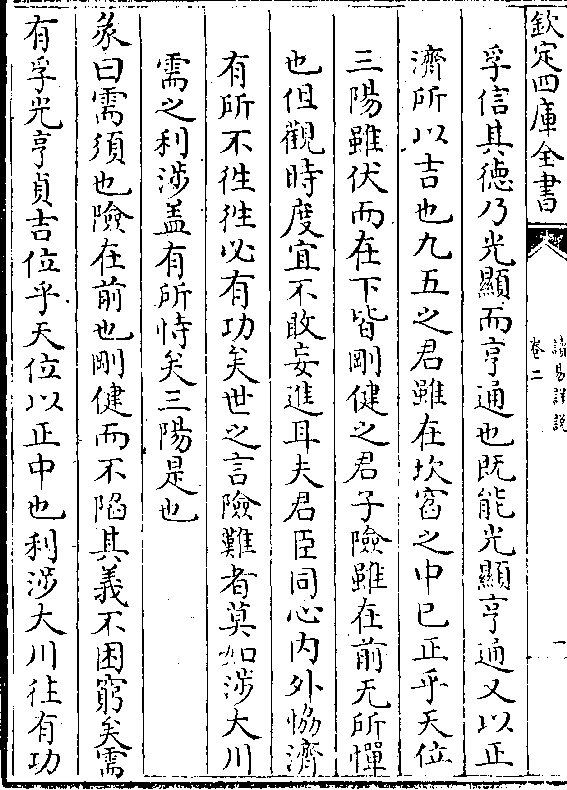 欽定四庫全書
讀易詳說
卷二
一
孚信其德乃光顯而亨通也既能光顯亨通又以正
濟所以吉也九五之君雖在坎窞之中已正乎天位
三陽雖伏而在下皆剛健之君子險雖在前无所憚
也但觀時度宜不敢妄進耳夫君臣同心内外恊濟
有所不徃徃必有功矣世之言險難者莫如涉大川
需之利涉盖有所恃矣三陽是也
彖曰需須也險在前也剛健而不陷其義不困窮矣需
有孚光亨貞吉位乎天位以正中也利涉大川徃有功